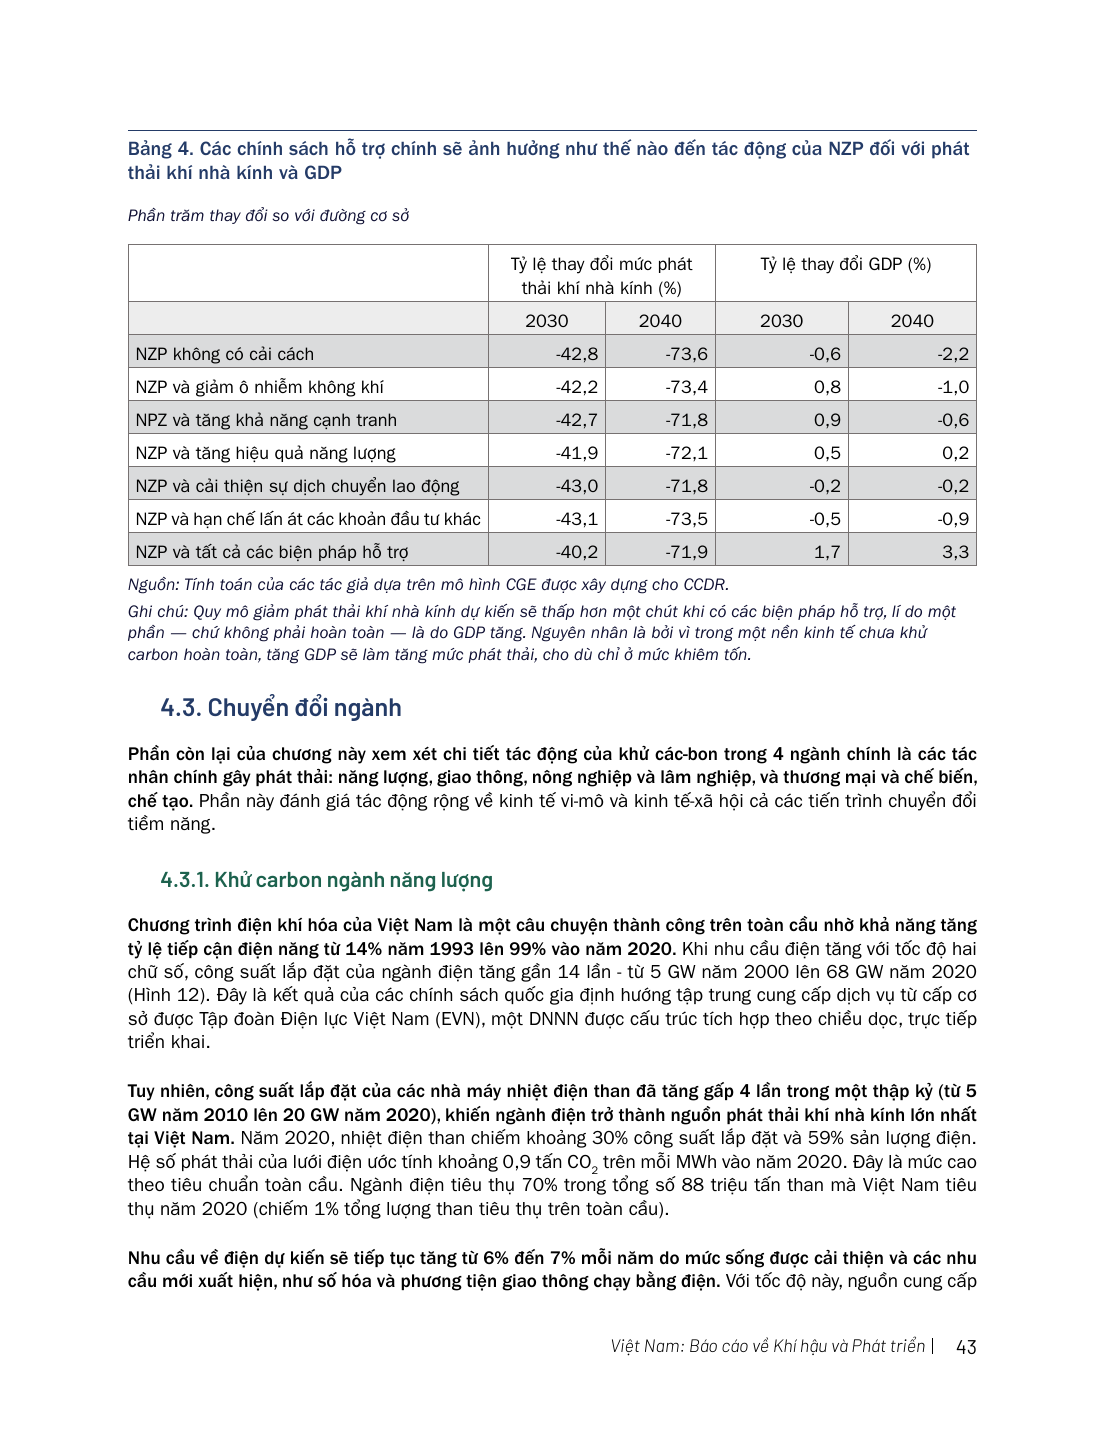 Bảng 4. Các chính sách hỗ trợ chính sẽ ảnh hưởng như thế nào đến tác động của NZP đối với phát
thải khí nhà kính và GDP
Phần trăm thay đổi so với đường cơ sở
Tỷ lệ thay đổi mức phát
thải khí nhà kính (%)
Tỷ lệ thay đổi GDP (%)
2030 2040 2030 2040
NZP không có cải cách -42,8 -73,6 -0,6 -2,2
NZP và giảm ô nhiễm không khí -42,2 -73,4 0,8 -1,0
NPZ và tăng khả năng cạnh tranh -42,7 -71,8 0,9 -0,6
NZP và tăng hiệu quả năng lượng -41,9 -72,1 0,5 0,2
NZP và cải thiện sự dịch chuyển lao động -43,0 -71,8 -0,2 -0,2
NZP và hạn chế lấn át các khoản đầu tư khác -43,1 -73,5 -0,5 -0,9
NZP và tất cả các biện pháp hỗ trợ -40,2 -71,9 1,7 3,3
Nguồn: Tính toán của các tác giả dựa trên mô hình CGE được xây dựng cho CCDR.
Ghi chú: Quy mô giảm phát thải khí nhà kính dự kiến sẽ thấp hơn một chút khi có các biện pháp hỗ trợ, lí do một
phần — chứ không phải hoàn toàn — là do GDP tăng. Nguyên nhân là bởi vì trong một nền kinh tế chưa khử
carbon hoàn toàn, tăng GDP sẽ làm tăng mức phát thải, cho dù chỉ ở mức khiêm tốn.
4.3. Chuyển đổi ngành
Phần còn lại của chương này xem xét chi tiết tác động của khử các-bon trong 4 ngành chính là các tác
nhân chính gây phát thải: năng lượng, giao thông, nông nghiệp và lâm nghiệp, và thương mại và chế biến,
chế tạo. Phần này đánh giá tác động rộng về kinh tế vi-mô và kinh tế-xã hội cả các tiến trình chuyển đổi
tiềm năng.
4.3.1. Khử carbon ngành năng lượng
Chương trình điện khí hóa của Việt Nam là một câu chuyện thành công trên toàn cầu nhờ khả năng tăng
tỷ lệ tiếp cận điện năng từ 14% năm 1993 lên 99% vào năm 2020. Khi nhu cầu điện tăng với tốc độ hai
chữ số, công suất lắp đặt của ngành điện tăng gần 14 lần - từ 5 GW năm 2000 lên 68 GW năm 2020
(Hình 12). Đây là kết quả của các chính sách quốc gia định hướng tập trung cung cấp dịch vụ từ cấp cơ
sở được Tập đoàn Điện lực Việt Nam (EVN), một DNNN được cấu trúc tích hợp theo chiều dọc, trực tiếp
triển khai.
Tuy nhiên, công suất lắp đặt của các nhà máy nhiệt điện than đã tăng gấp 4 lần trong một thập kỷ (từ 5
GW năm 2010 lên 20 GW năm 2020), khiến ngành điện trở thành nguồn phát thải khí nhà kính lớn nhất
tại Việt Nam. Năm 2020, nhiệt điện than chiếm khoảng 30% công suất lắp đặt và 59% sản lượng điện.
Hệ số phát thải của lưới điện ước tính khoảng 0,9 tấn CO2 trên mỗi MWh vào năm 2020. Đây là mức cao
theo tiêu chuẩn toàn cầu. Ngành điện tiêu thụ 70% trong tổng số 88 triệu tấn than mà Việt Nam tiêu
thụ năm 2020 (chiếm 1% tổng lượng than tiêu thụ trên toàn cầu).
Nhu cầu về điện dự kiến sẽ tiếp tục tăng từ 6% đến 7% mỗi năm do mức sống được cải thiện và các nhu
cầu mới xuất hiện, như số hóa và phương tiện giao thông chạy bằng điện. Với tốc độ này, nguồn cung cấp
Việt Nam: Báo cáo về Khí hậu và Phát triển | 43